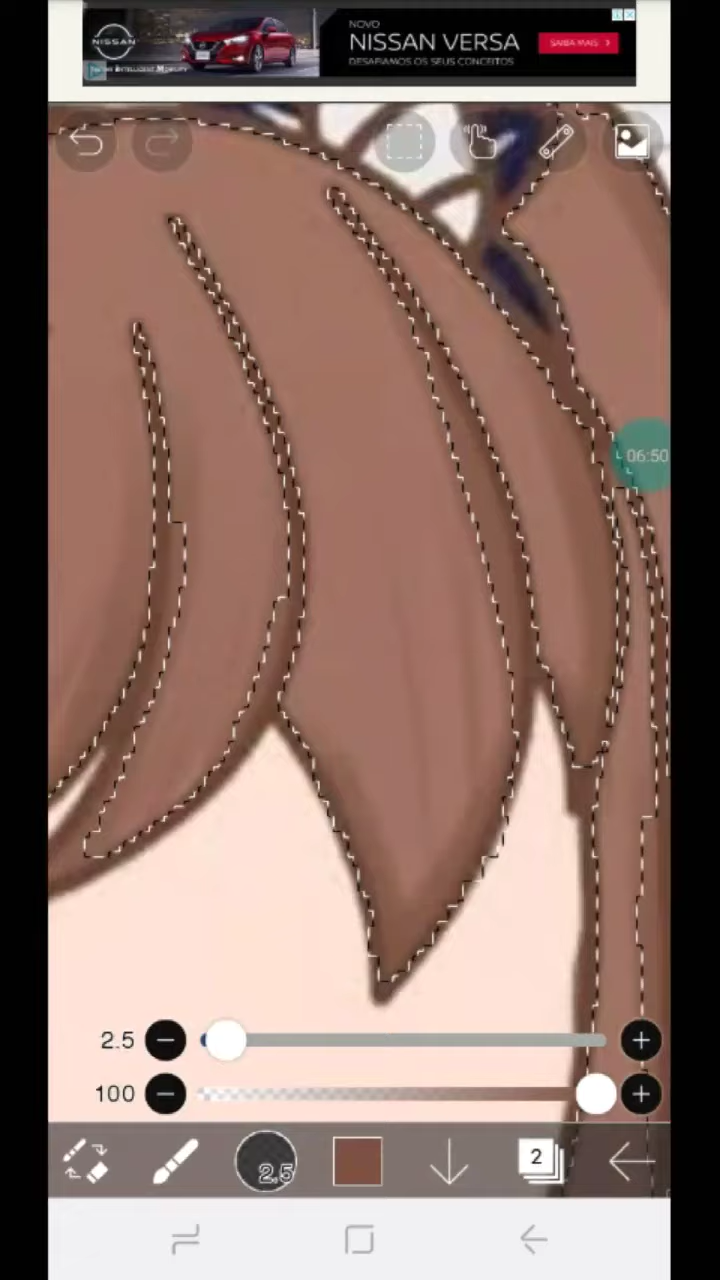 NOVO
NISSAN
NISSAN VERSA
SAIBA MAIS
DESAFIAMOS OS SEUS CONCEITOS
06:50
2.5
100
2.5
2